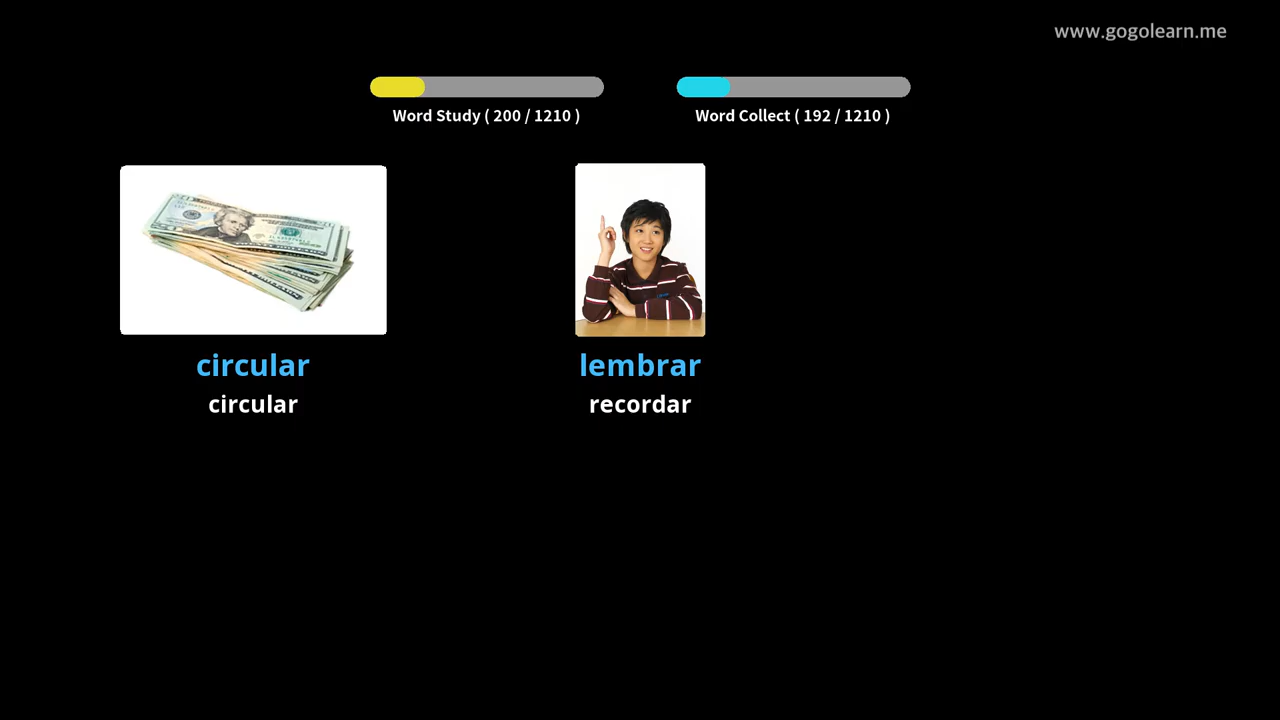 www.gogolearn.me
Word Study ( 200 / 1210 )
Word Collect ( 192 / 1210 )
circular
circular
lembrar
recordar